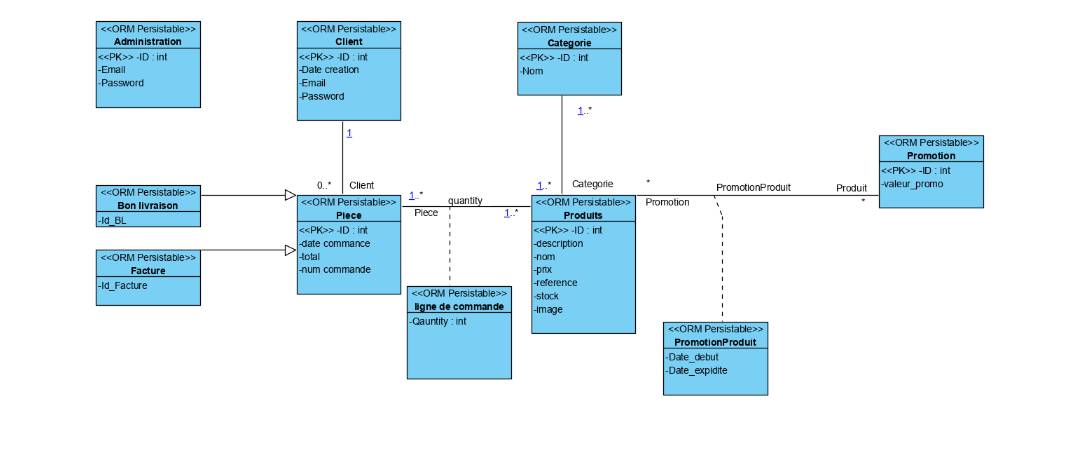 <<ORM Persistable>>
Administration
<<PK>> -ID : int
-Email
-Password
<<ORM Persistable>>
Client
<<PK>> -ID : int
-Date creation
-Email
-Password
<<ORM Persistable>>
Categorie
<<PK>> -ID : int
-Nom
1..*
1
<<ORM Persistable>>
Promotion
<<PK>> -ID : int
-valeur_promo
0..*
Client
1..*
Categorie
*
PromotionProduit
Produit
*
Promotion
<<ORM Persistable>>
Bon livraison
-Id_BL
<<ORM Persistable>>
Piece
<<PK>> -ID : int
-date commance
-total
-num commande
1..*
quantity
Piece
1..*
<<ORM Persistable>>
Produits
<<PK>> -ID : int
-description
-nom
-prix
-reference
-stock
-image
<<ORM Persistable>>
Facture
-Id_Facture
<<ORM Persistable>>
ligne de commande
-Qauntity : int
<<ORM Persistable>>
PromotionProduit
-Date_debut
-Date_expidite